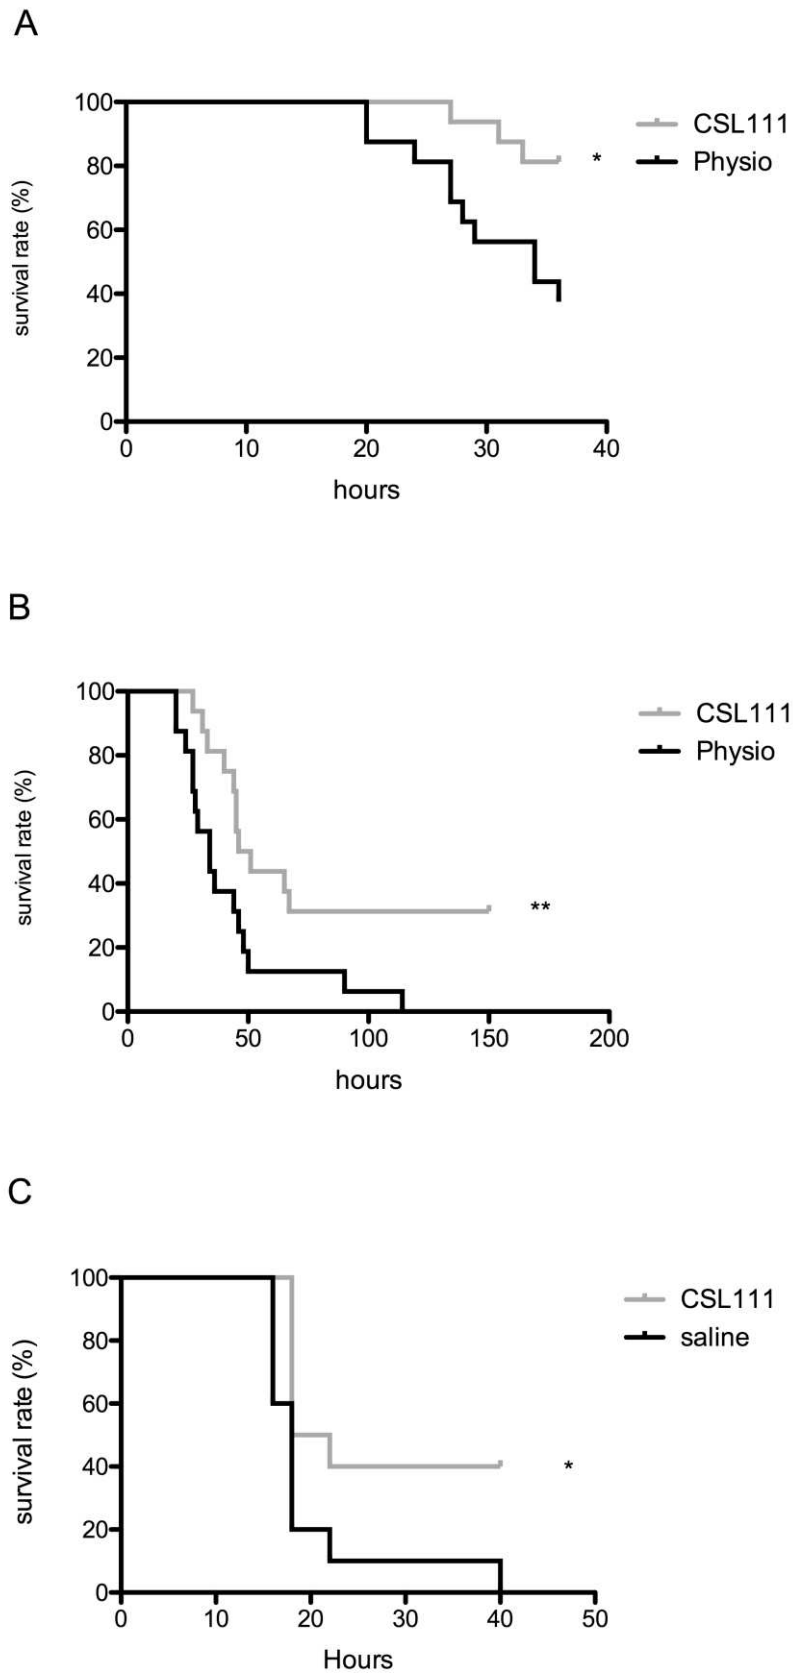 A
100
80
60
40
20
0
survival rate (%)
0 10 20 30 40
hours
CSL111
Physio
*
B
100
80
60
40
20
0
survival rate (%)
0 50 100 150 200
hours
CSL111
Physio
**
C
100
80
60
40
20
0
survival rate (%)
0 10 20 30 40 50
Hours
CSL111
saline
*